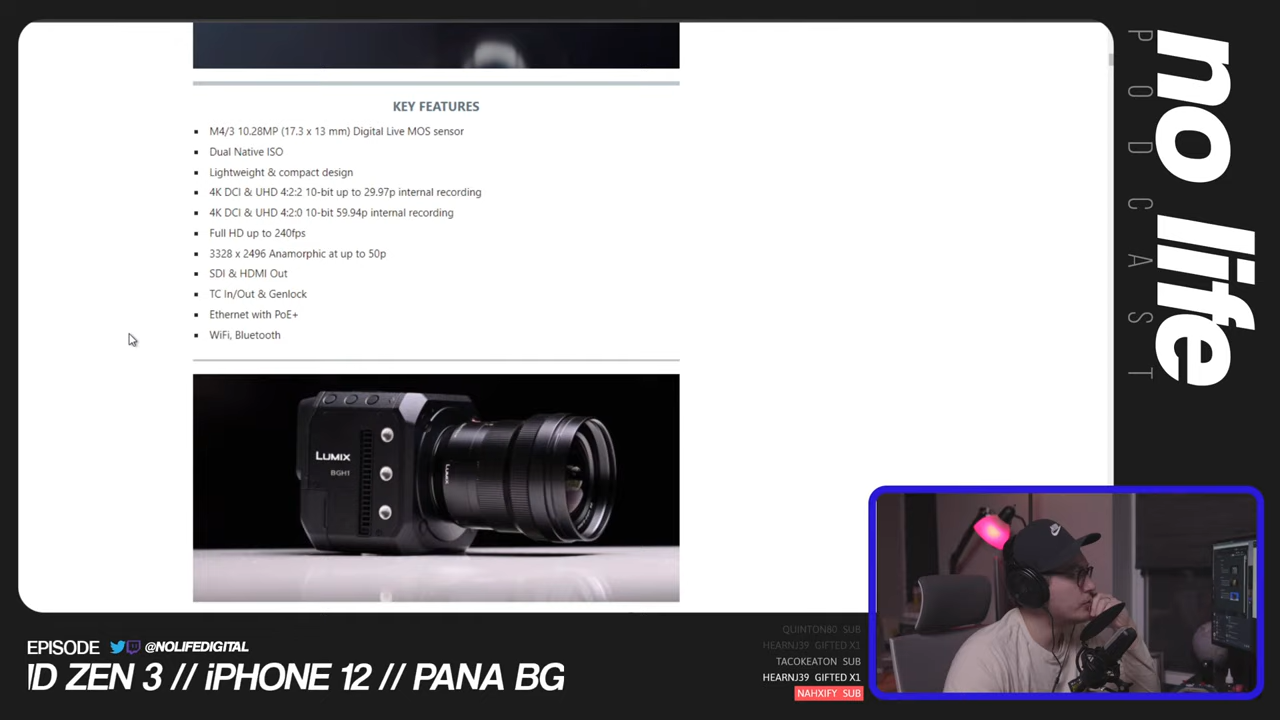 KEY FEATURES
M4/3 10.28MP (17.3 x 13 mm) Digital Live MOS sensor
Dual Native ISO
Lightweight & compact design
4K DCI & UHD 4:2:2 10-bit up to 29.97p internal recording
4K DCI & UHD 4:2:0 10-bit 59.94p internal recording
Full HD up to 240fps
3328 x 2496 Anamorphic at up to 50p
SDI & HDMI Out
TC In/Out & Genlock
Ethernet with PoE+
WiFi, Bluetooth
LUMIX
BGH1
no life
PODCAST
EPISODE @NOLIFEDIGITAL
ID ZEN 3 // iPHONE 12 // PANA BG
QUINTON80 SUB
HEARNJ39 GIFTED X1
TACOKEATON SUB
HEARNJ39 GIFTED X1
NAHXIFY SUB